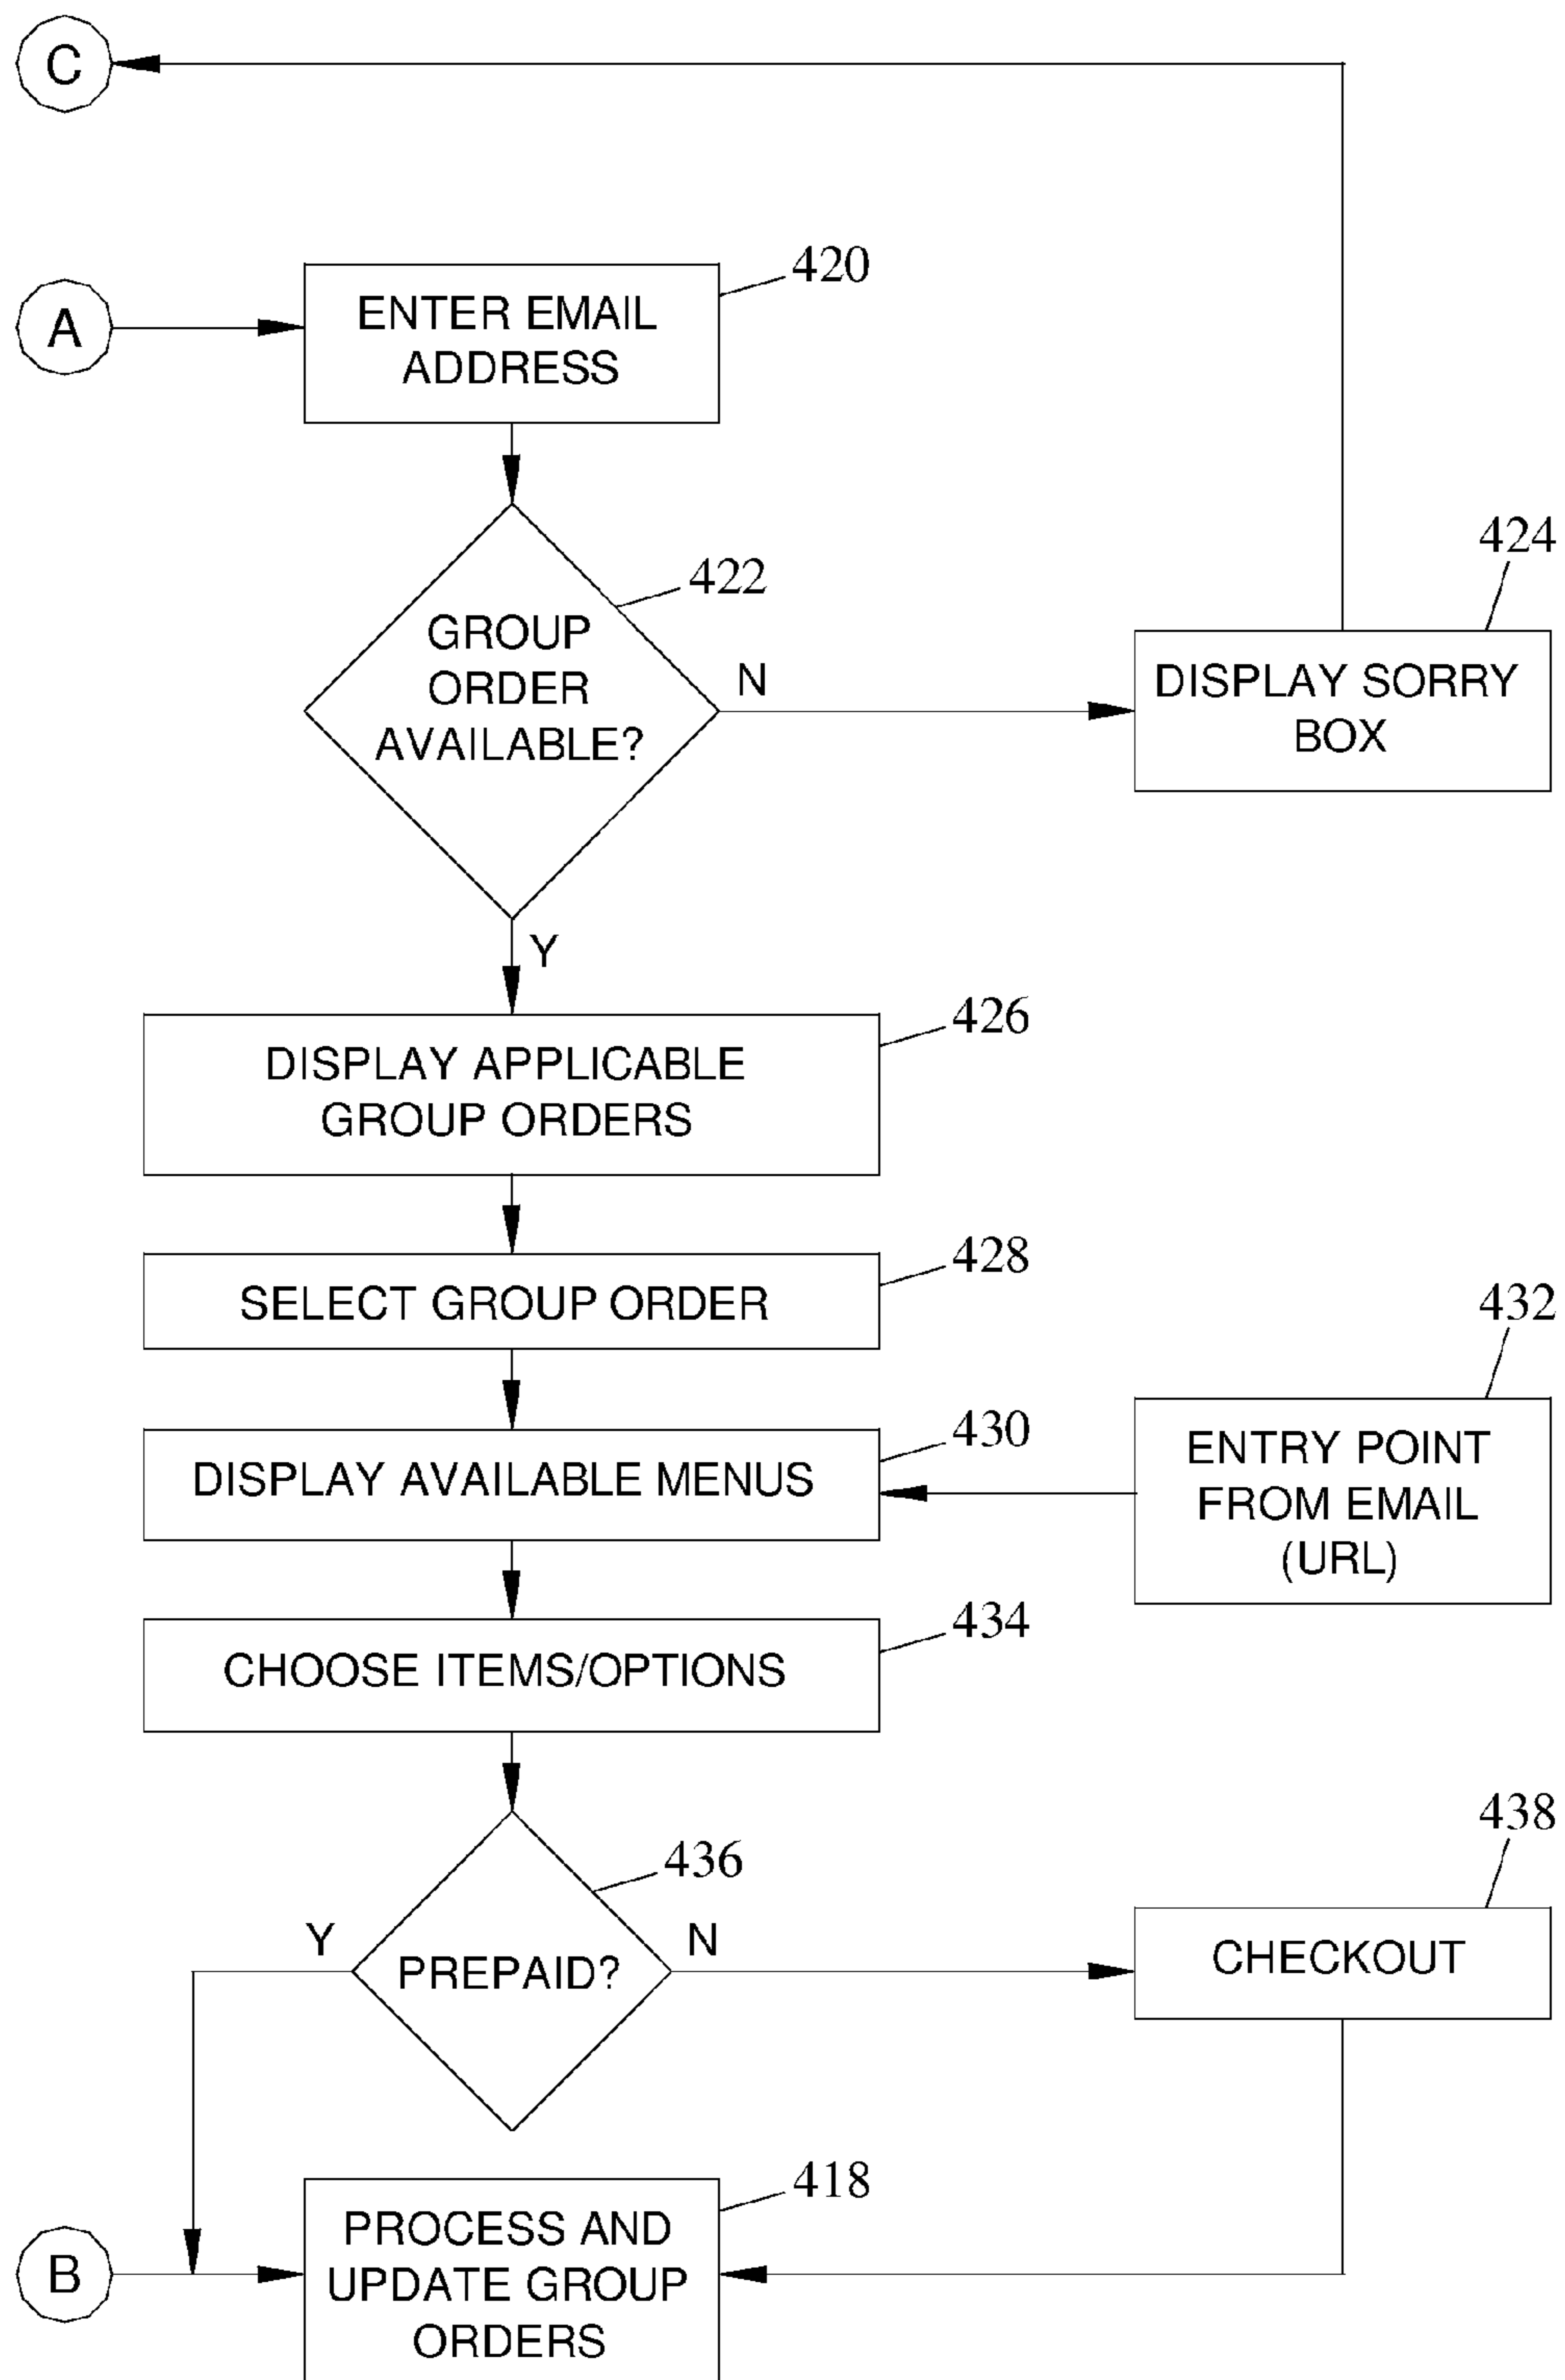 C
420
A
ENTER EMAIL
ADDRESS
422
424
GROUP
ORDER
AVAILABLE?
N
DISPLAY SORRY
BOX
Y
426
DISPLAY APPLICABLE
GROUP ORDERS
428
SELECT GROUP ORDER
432
430
DISPLAY AVAILABLE MENUS
ENTRY POINT
FROM EMAIL
(URL)
434
CHOOSE ITEMS/OPTIONS
438
436
Y
N
PREPAID?
CHECKOUT
418
B
PROCESS AND
UPDATE GROUP
ORDERS